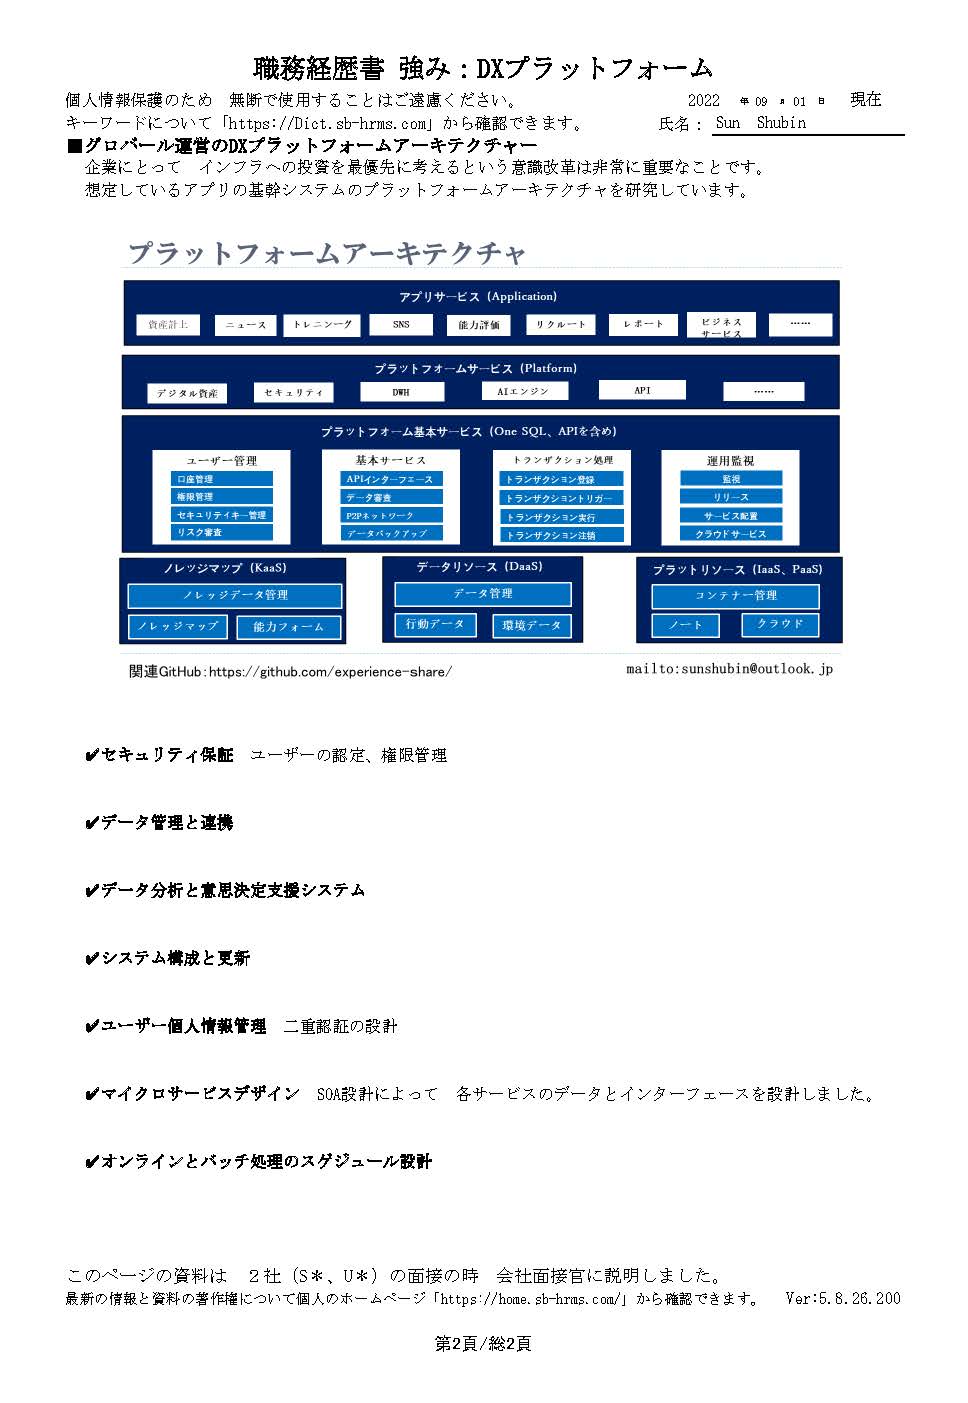 職務経歴書 強み：DXプラットフォーム
個人情報保護のため　無断で使用することはご遠慮ください。　2022 年 09 月 01 日 現在
キーワードについて「https://Dict.sb-hrms.com」から確認できます。　氏名： Sun Shubin
■グロバール運営のDXプラットフォームアーキテクチャー
企業にとって　インフラへの投資を最優先に考えるという意識改革は非常に重要なことです。
想定しているアプリの基幹システムのプラットフォームアーキテクチャを研究しています。
プラットフォームアーキテクチャ
アプリサービス (Application)
資産計上 ニュース トレニンーグ SNS 能力評価 リクルート レポート ビジネス サービス ……
プラットフォームサービス (Platform)
デジタル資産 セキュリティ DWH AIエンジン API ……
プラットフォーム基本サービス (One SQL、APIを含め)
ユーザー管理 基本サービス トランザクション処理 運用監視
口座管理 APIインターフェース トランザクション登録 監視
権限管理 データ審査 トランザクショントリガー リリース
セキュリテイキー管理 P2Pネットワーク トランザクション実行 サービス配置
リスク審査 データバックアップ トランザクション注销 クラウドサービス
ノレッジマップ (KaaS) データリソース (DaaS) プラットリソース (IaaS、PaaS)
ノレッジデータ管理 データ管理 コンテナー管理
ノレッジマップ 能力フォーム 行動データ 環境データ ノート クラウド
関連GitHub：https://github.com/experience-share/ mailto:sunshubin@outlook.jp
✔セキュリティ保証　ユーザーの認定、権限管理
✔データ管理と連携
✔データ分析と意思決定支援システム
✔システム構成と更新
✔ユーザー個人情報管理　二重認証の設計
✔マイクロサービスデザイン　SOA設計によって　各サービスのデータとインターフェースを設計しました。
✔オンラインとバッチ処理のスゲジュール設計
このページの資料は　２社（S＊、U＊）の面接の時　会社面接官に説明しました。
最新の情報と資料の著作権について個人のホームページ「https://home.sb-hrms.com/」から確認できます。　Ver:5.8.26.200
第2頁/総2頁